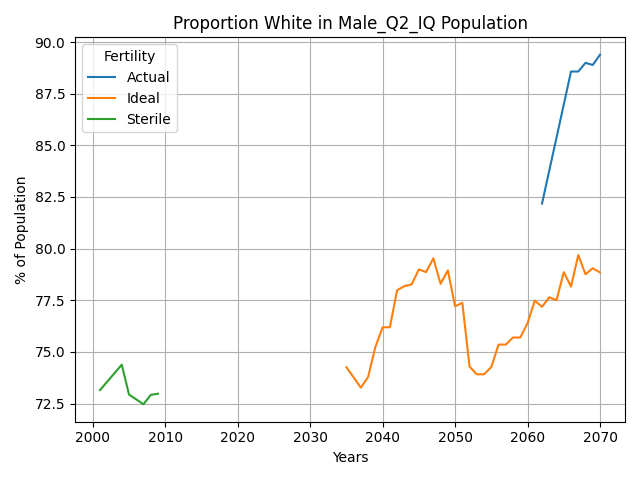 Proportion White in Male_Q2_IQ Population
Fertility
Actual
Ideal
Sterile
% of Population
90.0
87.5
85.0
82.5
80.0
77.5
75.0
72.5
2000 2010 2020 2030 2040 2050 2060 2070
Years